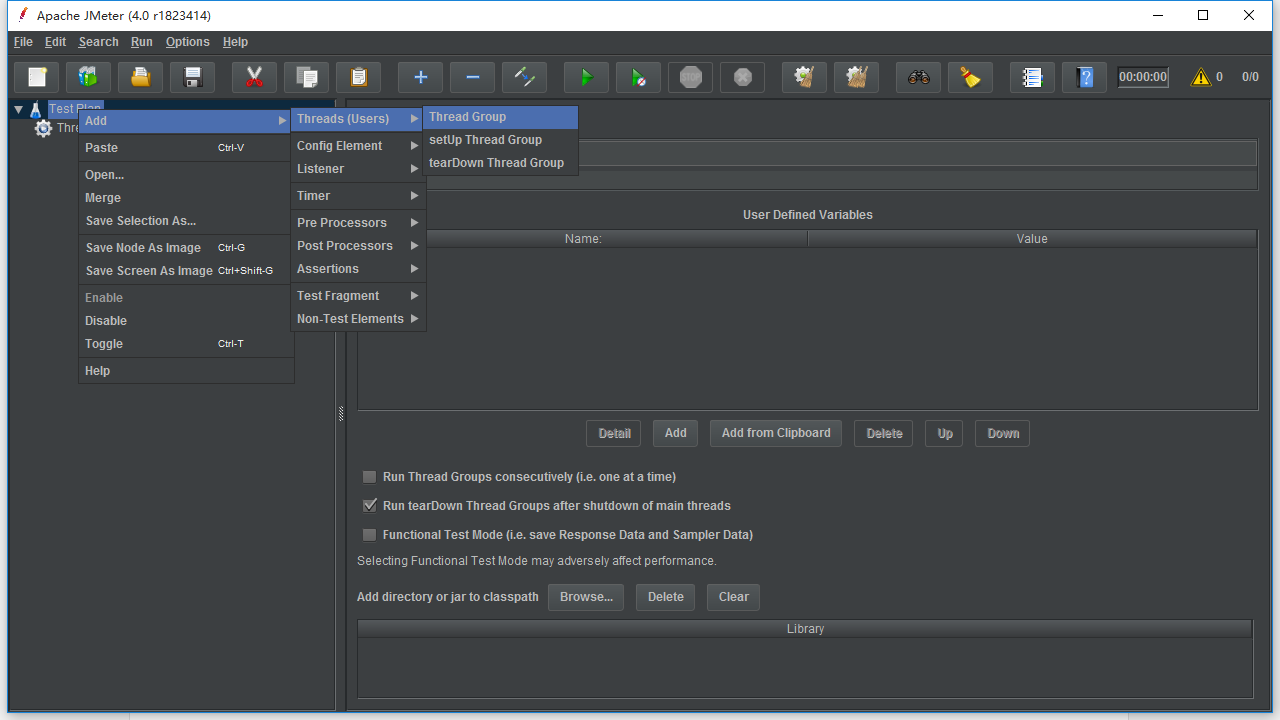 Apache JMeter (4.0 r1823414)
File Edit Search Run Options Help
STOP
00:00:00 0 0/0
Test Plan
Thre
Add
Paste Ctrl-V
Open...
Merge
Save Selection As...
Save Node As Image Ctrl-G
Save Screen As Image Ctrl+Shift-G
Enable
Disable
Toggle Ctrl-T
Help
Threads (Users)
Config Element
Listener
Timer
Pre Processors
Post Processors
Assertions
Test Fragment
Non-Test Elements
Thread Group
setUp Thread Group
tearDown Thread Group
User Defined Variables
Name: Value
Detail Add Add from Clipboard Delete Up Down
Run Thread Groups consecutively (i.e. one at a time)
Run tearDown Thread Groups after shutdown of main threads
Functional Test Mode (i.e. save Response Data and Sampler Data)
Selecting Functional Test Mode may adversely affect performance.
Add directory or jar to classpath Browse... Delete Clear
Library